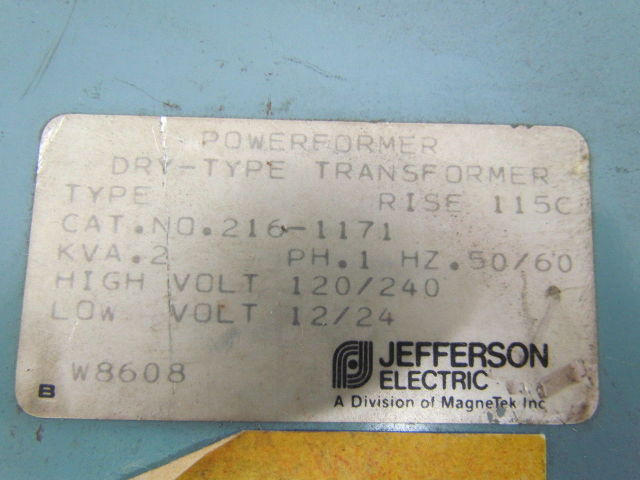 POWERFORMER
DRY-TYPE TRANSFORMER
TYPE RISE 115C
CAT.NO.216-1171
KVA.2 PH.1 HZ.50/60
HIGH VOLT 120/240
LOW VOLT 12/24
JEFFERSON
ELECTRIC
A Division of MagneTek Inc
B W8608